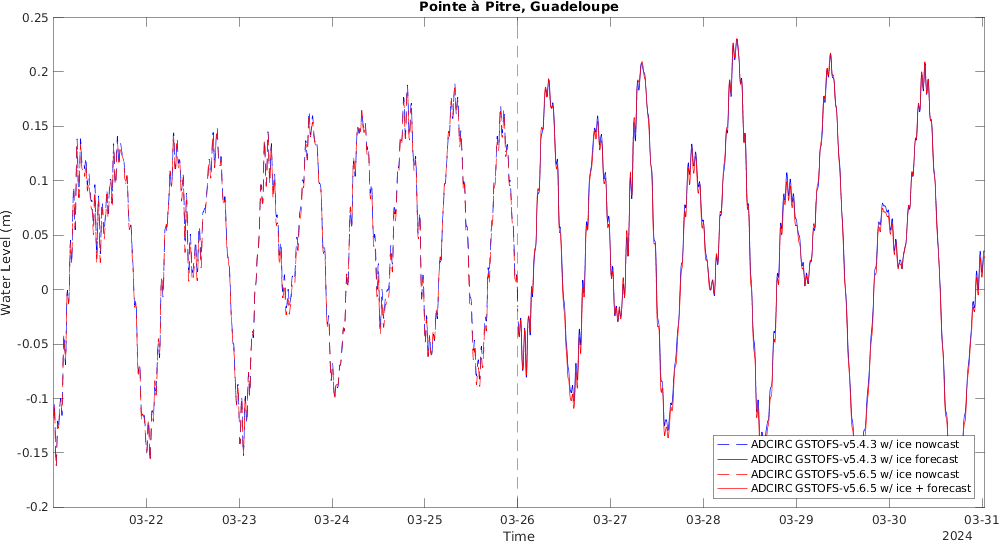 Pointe à Pitre, Guadeloupe
0.25
0.2
0.15
0.1
0.05
0
-0.05
-0.1
-0.15
-0.2
Water Level (m)
ADCIRC GSTOFS-v5.4.3 w/ ice nowcast
ADCIRC GSTOFS-v5.4.3 w/ ice forecast
ADCIRC GSTOFS-v5.6.5 w/ ice nowcast
ADCIRC GSTOFS-v5.6.5 w/ ice + forecast
03-22 03-23 03-24 03-25 03-26 03-27 03-28 03-29 03-30 03-31
Time
2024